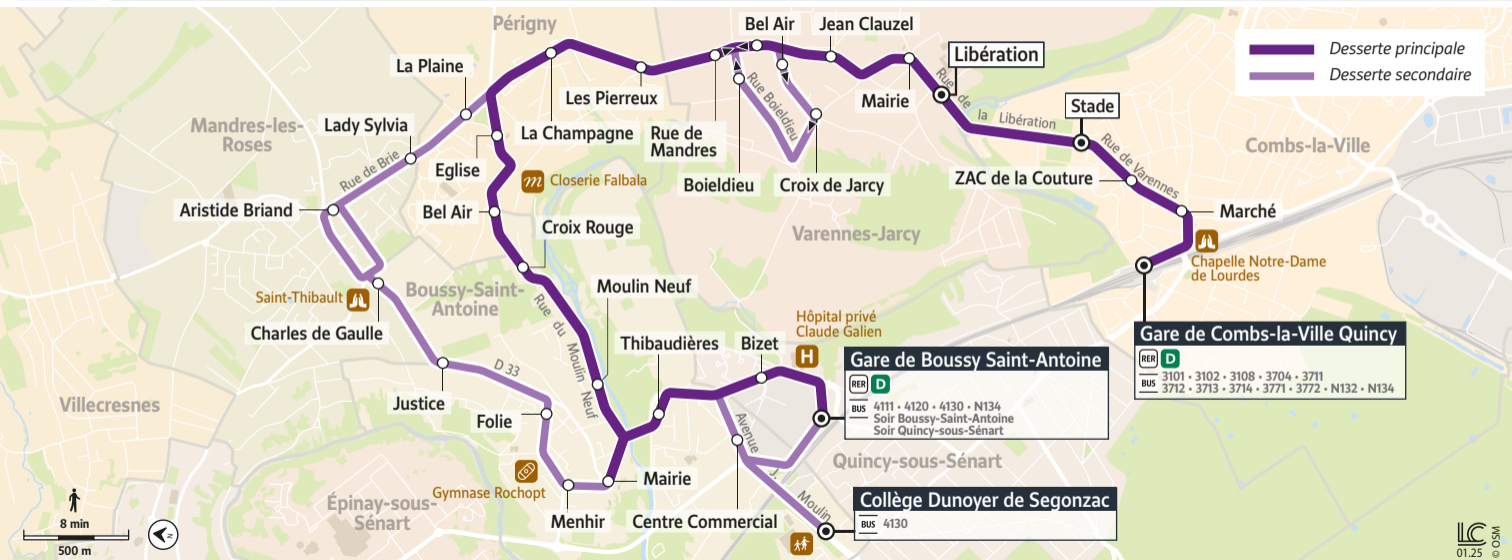 Périgny
Bel Air
Jean Clauzel
Libération
Desserte principale
Desserte secondaire
La Plaine
Les Pierreux
Mairie
Rue de
la Libération
Stade
Mandres-les-
Roses
Lady Sylvia
La Champagne
Rue de
Mandres
Rue Boieldieu
Rue de Varennes
Combs-la-Ville
Rue de Brie
Eglise
Closerie Falbala
Boieldieu
Croix de Jarcy
ZAC de la Couture
Aristide Briand
Bel Air
Croix Rouge
Varennes-Jarcy
Marché
Chapelle Notre-Dame
de Lourdes
Saint-Thibault
Boussy-Saint-
Antoine
Moulin Neuf
Charles de Gaulle
Rue du Moulin Neuf
Hôpital privé
Claude Galien
H
Thibaudières
Bizet
Gare de Combs-la-Ville Quincy
RER D
BUS
3101 • 3102 • 3108 • 3704 • 3711
3712 • 3713 • 3714 • 3771 • 3772 • N132 • N134
Gare de Boussy Saint-Antoine
RER D
BUS
4111 • 4120 • 4130 • N134
Soir Boussy-Saint-Antoine
Soir Quincy-sous-Sénart
D 33
Villecresnes
Justice
Folie
Avenue J. Moulin
Quincy-sous-Sénart
Gymnase Rochopt
Mairie
Épinay-sous-
Sénart
Menhir
Centre Commercial
Collège Dunoyer de Segonzac
BUS 4130
8 min
500 m
N
LC
01.25
© OSM